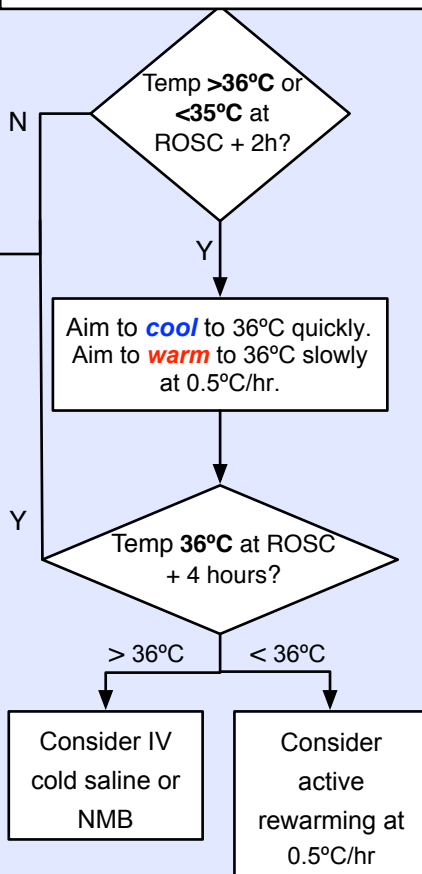 Temp >36ºC or
<35ºC at
ROSC + 2h?
N
Y
Aim to cool to 36ºC quickly.
Aim to warm to 36ºC slowly
at 0.5ºC/hr.
Y
Temp 36ºC at ROSC
+ 4 hours?
> 36ºC
< 36ºC
Consider IV
cold saline or
NMB
Consider
active
rewarming at
0.5ºC/hr